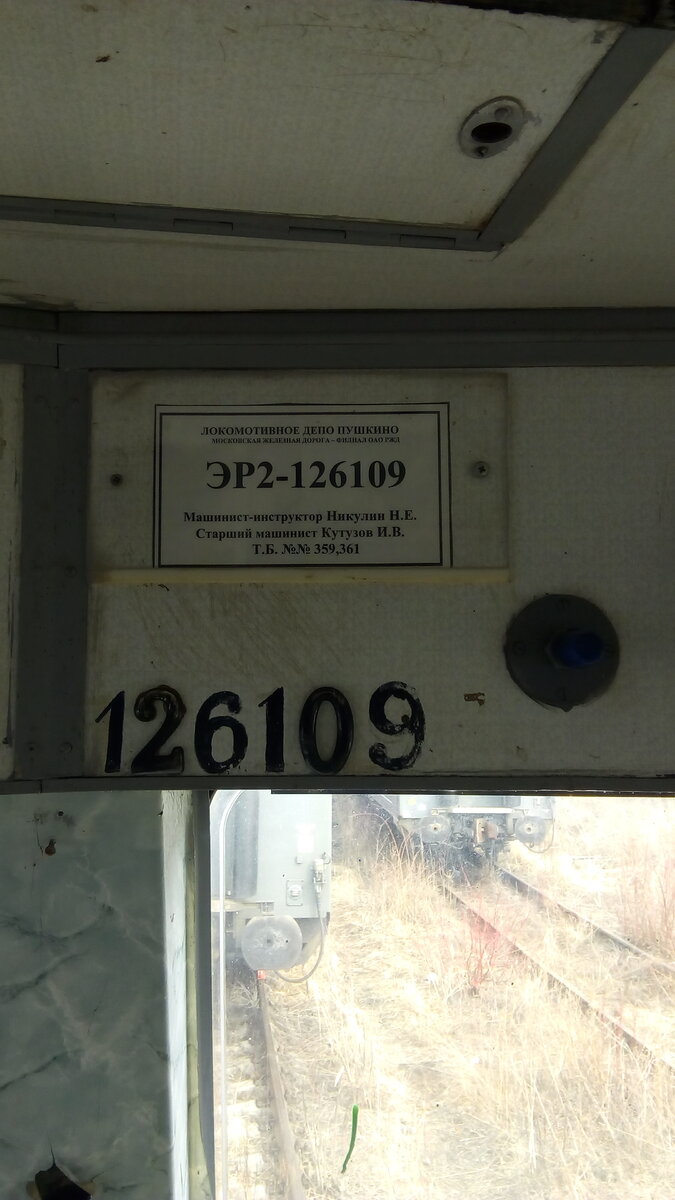 ЛОКОМОТИВНОЕ ДЕПО ПУШКИНО
МОСКОВСКАЯ ЖЕЛЕЗНАЯ ДОРОГА – ФИЛИАЛ ОАО РЖД
ЭР2-126109
Машинист-инструктор Никулин Н.Е.
Старший машинист Кутузов И.В.
Т.Б. №№ 359,361
126109